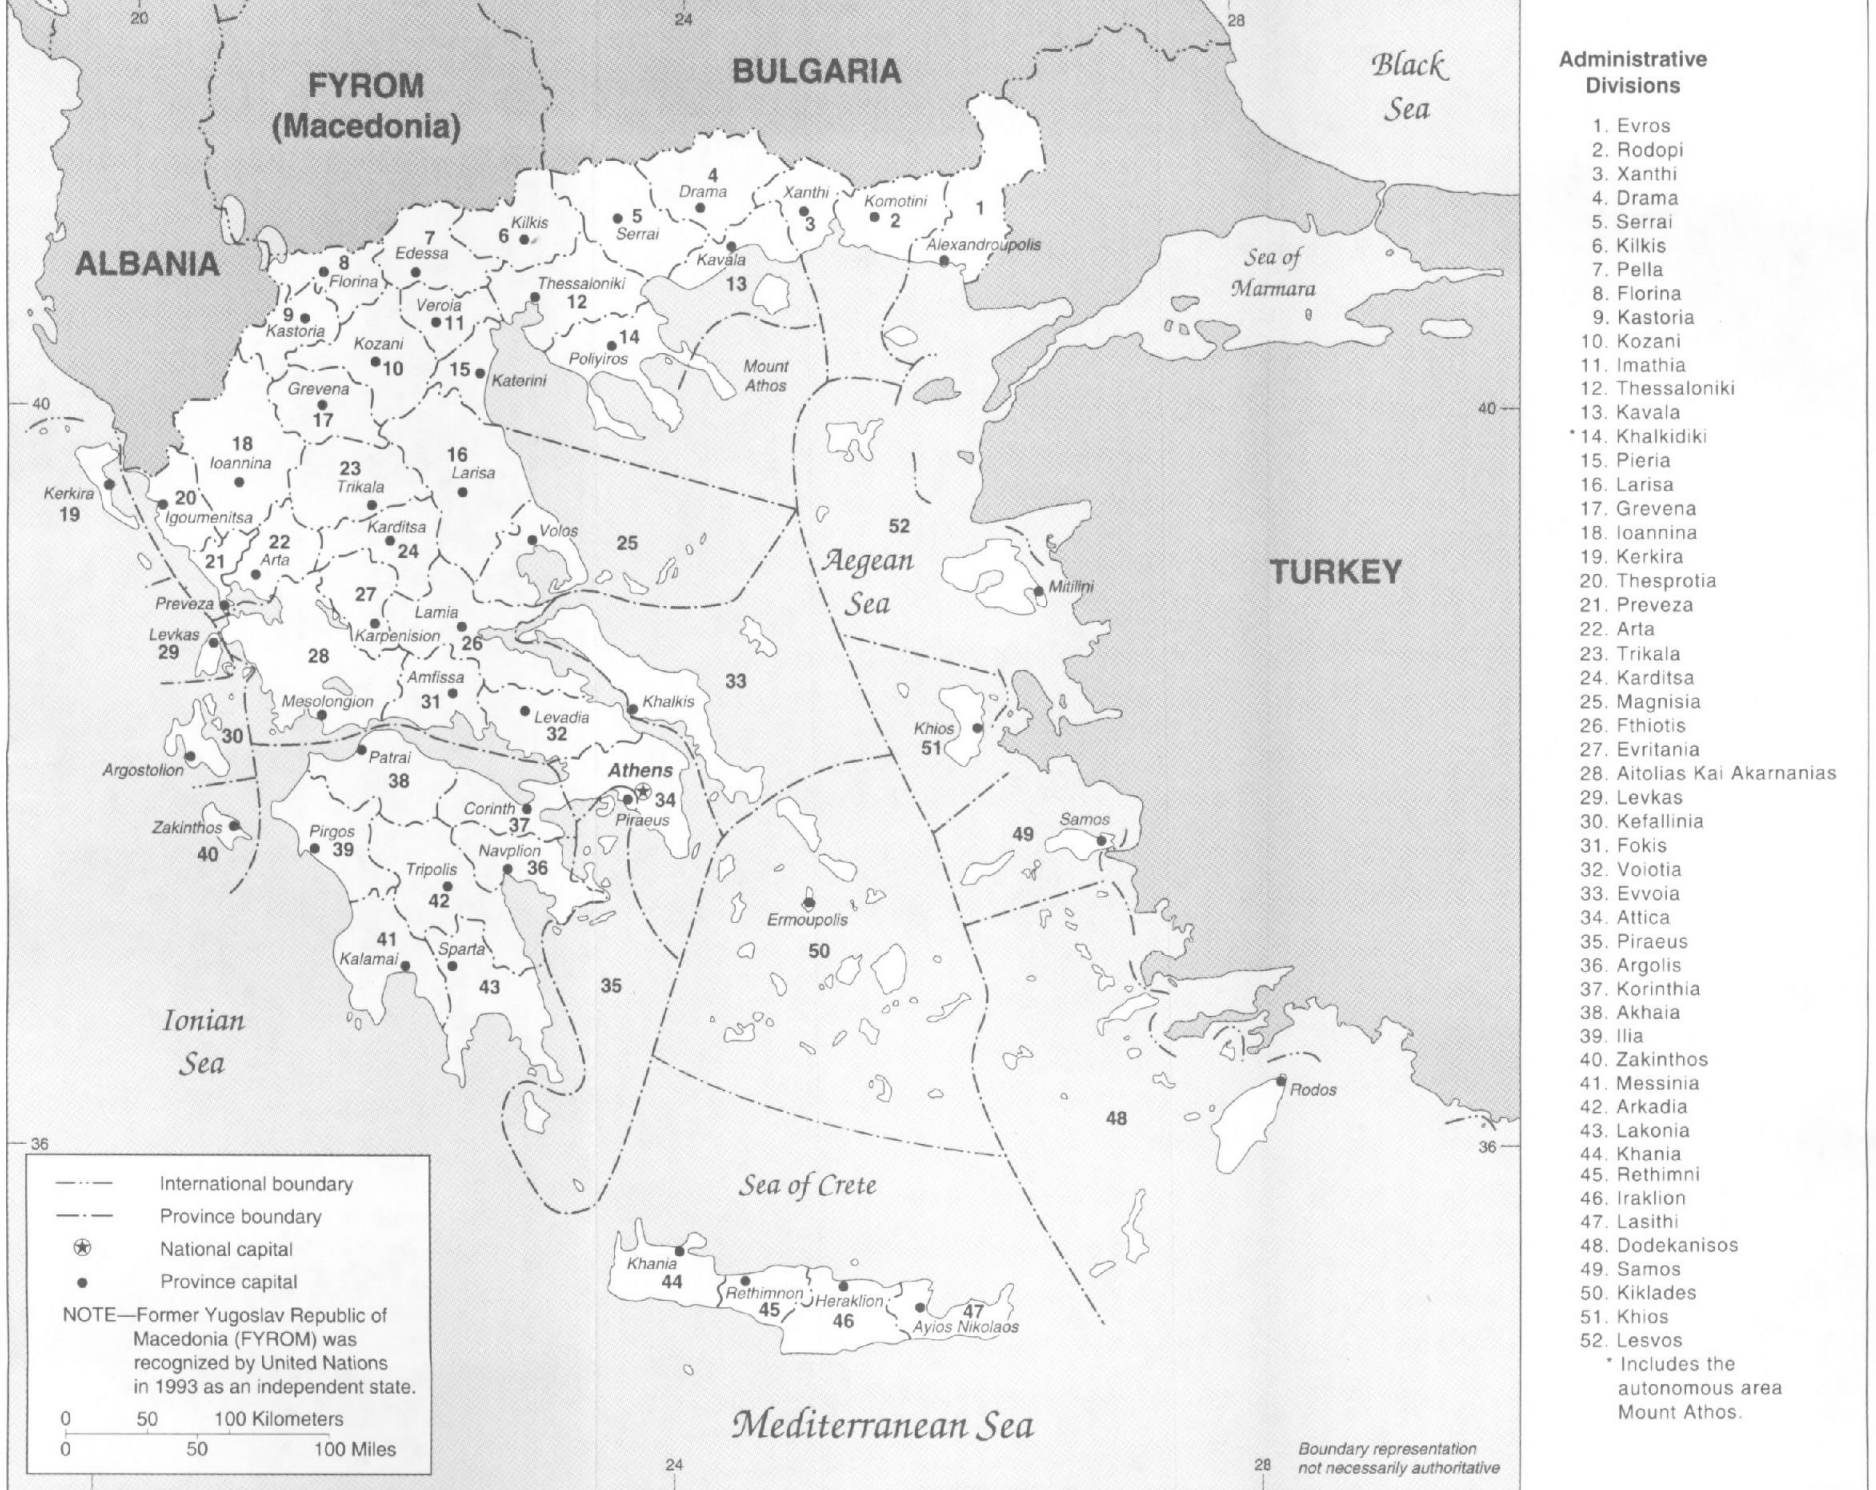 20
24
28
FYROM
(Macedonia)
BULGARIA
Black
Sea
ALBANIA
4
Drama
Xanthi
3
Komotini
2
1
5
Serrai
Kilkis
6
7
Edessa
Kavala
13
Alexandroupolis
8
Florina
Thessaloniki
12
Sea of
Marmara
9
Kastoria
Veroia
11
Kozani
10
14
Poliyiros
15
Katerini
Mount
Athos
Grevena
17
40
40
18
Ioannina
23
Trikala
16
Larisa
Kerkira
19
20
Igoumenitsa
Karditsa
24
Volos
25
52
22
Arta
21
Aegean
Sea
TURKEY
Mitilini
Preveza
27
Karpenision
Lamia
26
Levkas
29
28
Amfissa
31
33
Mesolongion
Levadia
32
Khalkis
Khios
51
30
Argostolion
Patrai
38
Athens
34
Piraeus
Corinth
37
Zakinthos
40
Pirgos
39
Navplion
36
Samos
49
Tripolis
42
Ermoupolis
50
41
Kalamai
Sparta
43
35
Ionian
Sea
Rodos
48
36
36
Sea of Crete
Khania
44
Rethimnon
45
Heraklion
46
47
Ayios Nikolaos
Mediterranean Sea
International boundary
Province boundary
National capital
Province capital
NOTE—Former Yugoslav Republic of
Macedonia (FYROM) was
recognized by United Nations
in 1993 as an independent state.
0 50 100 Kilometers
0 50 100 Miles
24
28
Boundary representation
not necessarily authoritative
Administrative
Divisions
1. Evros
2. Rodopi
3. Xanthi
4. Drama
5. Serrai
6. Kilkis
7. Pella
8. Florina
9. Kastoria
10. Kozani
11. Imathia
12. Thessaloniki
13. Kavala
*14. Khalkidiki
15. Pieria
16. Larisa
17. Grevena
18. Ioannina
19. Kerkira
20. Thesprotia
21. Preveza
22. Arta
23. Trikala
24. Karditsa
25. Magnisia
26. Fthiotis
27. Evritania
28. Aitolias Kai Akarnanias
29. Levkas
30. Kefallinia
31. Fokis
32. Voiotia
33. Evvoia
34. Attica
35. Piraeus
36. Argolis
37. Korinthia
38. Akhaia
39. Ilia
40. Zakinthos
41. Messinia
42. Arkadia
43. Lakonia
44. Khania
45. Rethimni
46. Iraklion
47. Lasithi
48. Dodekanisos
49. Samos
50. Kiklades
51. Khios
52. Lesvos
* Includes the
autonomous area
Mount Athos.